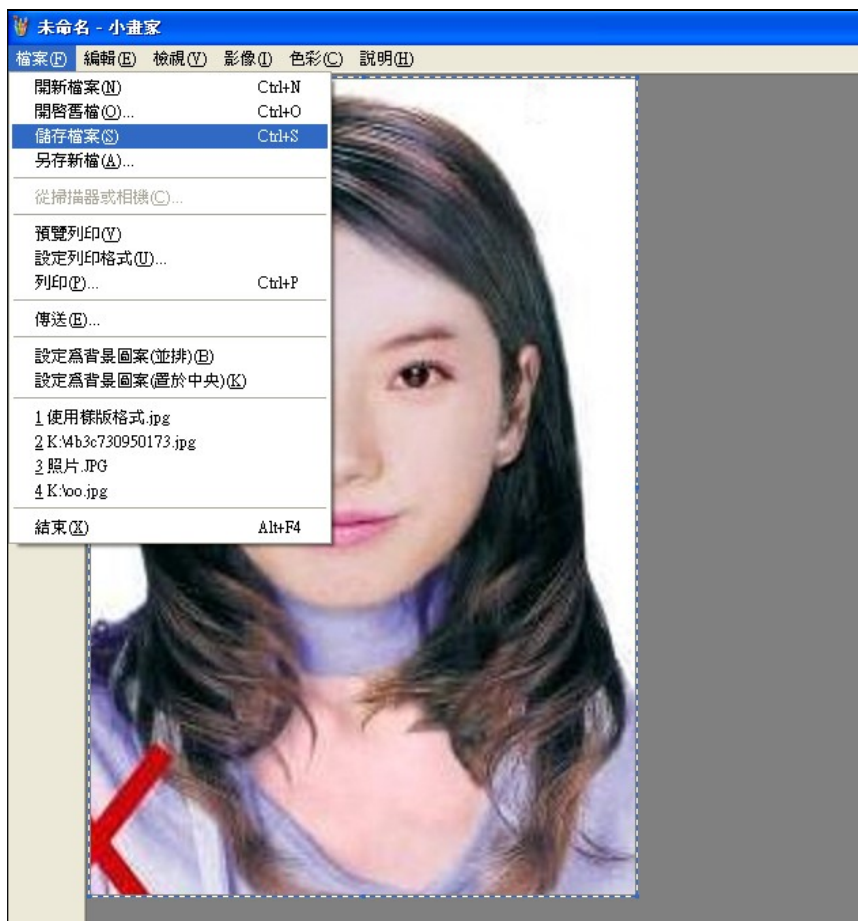 未命名 - 小畫家
檔案(F) 編輯(E) 檢視(V) 影像(I) 色彩(C) 說明(H)
開新檔案(N) Ctrl+N
開啓舊檔(O)... Ctrl+O
儲存檔案(S) Ctrl+S
另存新檔(A)...
從掃描器或相機(C)...
預覽列印(V)
設定列印格式(U)...
列印(P)... Ctrl+P
傳送(E)...
設定爲背景圖案(並排)(B)
設定爲背景圖案(置於中央)(K)
1 使用樣版格式.jpg
2 K:\4b3c730950173.jpg
3 照片.JPG
4 K:\oo.jpg
結束(X) Alt+F4